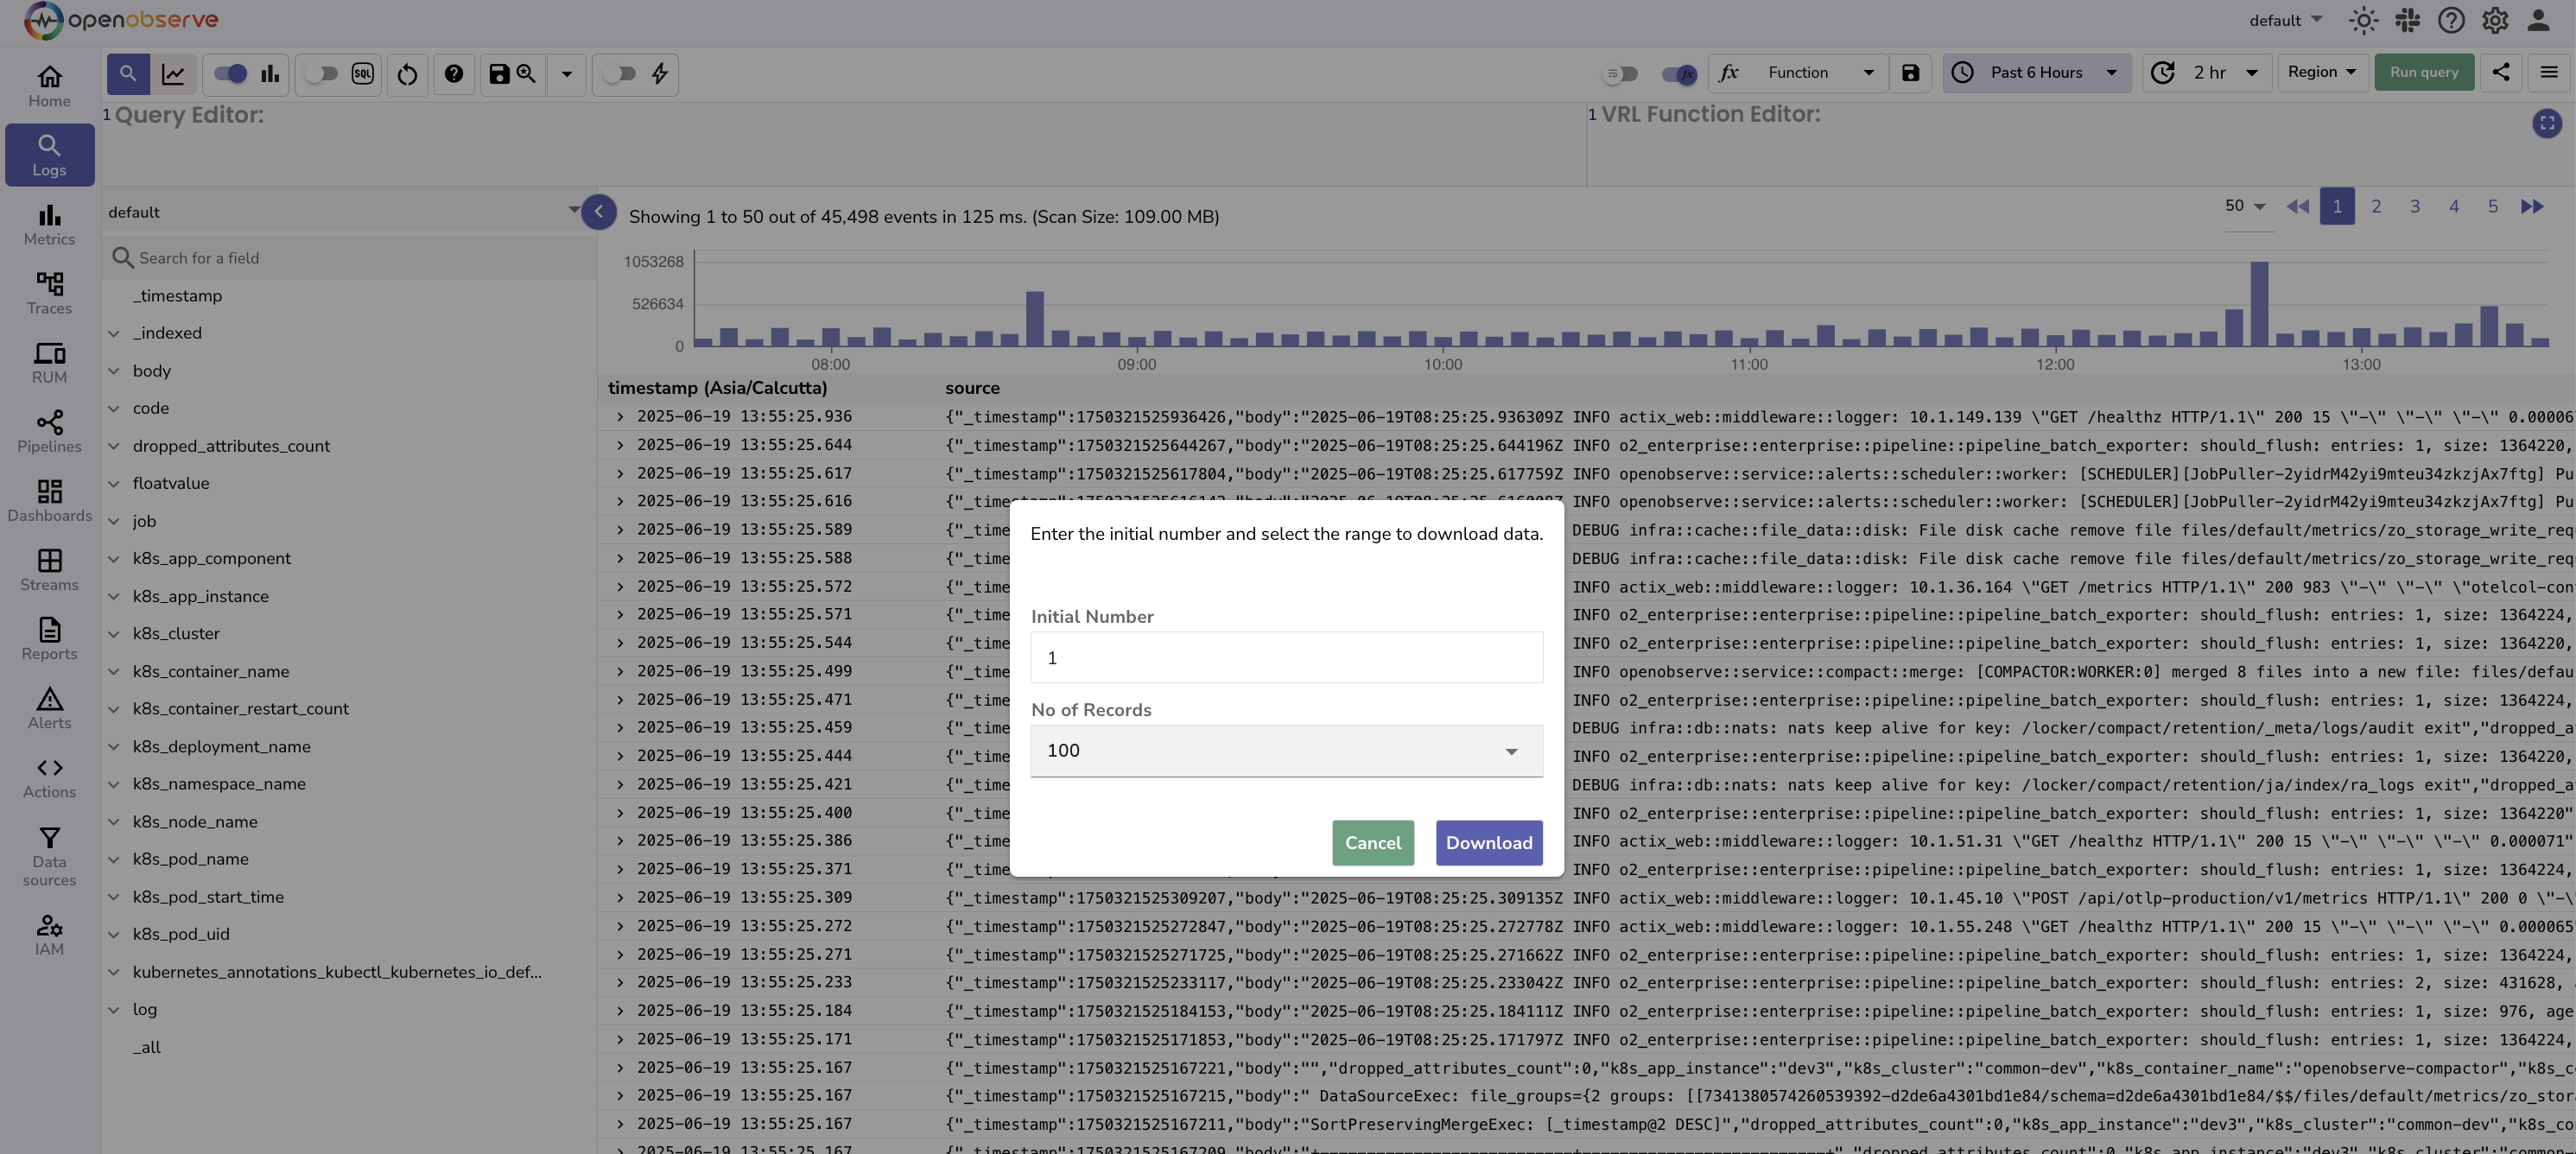 openobserve
default
Home
Logs
Metrics
Traces
RUM
Pipelines
Dashboards
Streams
Reports
Alerts
Actions
Data
sources
IAM
SQL
fx
fx Function
Past 6 Hours
2 hr
Region
Run query
1 Query Editor:
1 VRL Function Editor:
default
Search for a field
_timestamp
_indexed
body
code
dropped_attributes_count
floatvalue
job
k8s_app_component
k8s_app_instance
k8s_cluster
k8s_container_name
k8s_container_restart_count
k8s_deployment_name
k8s_namespace_name
k8s_node_name
k8s_pod_name
k8s_pod_start_time
k8s_pod_uid
kubernetes_annotations_kubectl_kubernetes_io_def...
log
_all
Showing 1 to 50 out of 45,498 events in 125 ms. (Scan Size: 109.00 MB)
50 1 2 3 4 5
1053268
526634
0
08:00 09:00 10:00 11:00 12:00 13:00
timestamp (Asia/Calcutta) source
2025-06-19 13:55:25.936 {"_timestamp":1750321525936426,"body":"2025-06-19T08:25:25.936309Z INFO actix_web::middleware::logger: 10.1.149.139 \"GET /healthz HTTP/1.1\" 200 15 \"-\" \"-\" \"-\" 0.000067
2025-06-19 13:55:25.644 {"_timestamp":1750321525644267,"body":"2025-06-19T08:25:25.644196Z INFO o2_enterprise::enterprise::pipeline::pipeline_batch_exporter: should_flush: entries: 1, size: 1364220,
2025-06-19 13:55:25.617 {"_timestamp":1750321525617804,"body":"2025-06-19T08:25:25.617759Z INFO openobserve::service::alerts::scheduler::worker: [SCHEDULER][JobPuller-2yidrM42yi9mteu34zkzjAx7ftg] Pu
2025-06-19 13:55:25.616 INFO openobserve::service::alerts::scheduler::worker: [SCHEDULER][JobPuller-2yidrM42yi9mteu34zkzjAx7ftg] Pu
2025-06-19 13:55:25.589 {"_time DEBUG infra::cache::file_data::disk: File disk cache remove file files/default/metrics/zo_storage_write_req
2025-06-19 13:55:25.588 {"_time DEBUG infra::cache::file_data::disk: File disk cache remove file files/default/metrics/zo_storage_write_req
2025-06-19 13:55:25.572 {"_time INFO actix_web::middleware::logger: 10.1.36.164 \"GET /metrics HTTP/1.1\" 200 983 \"-\" \"-\" \"otelcol-con
2025-06-19 13:55:25.571 {"_time INFO o2_enterprise::enterprise::pipeline::pipeline_batch_exporter: should_flush: entries: 1, size: 1364224,
2025-06-19 13:55:25.544 {"_time INFO o2_enterprise::enterprise::pipeline::pipeline_batch_exporter: should_flush: entries: 1, size: 1364220,
2025-06-19 13:55:25.499 {"_time INFO openobserve::service::compact::merge: [COMPACTOR:WORKER:0] merged 8 files into a new file: files/defau
2025-06-19 13:55:25.471 {"_time INFO o2_enterprise::enterprise::pipeline::pipeline_batch_exporter: should_flush: entries: 1, size: 1364224,
2025-06-19 13:55:25.459 {"_time DEBUG infra::db::nats: nats keep alive for key: /locker/compact/retention/_meta/logs/audit exit","dropped_a
2025-06-19 13:55:25.444 {"_time INFO o2_enterprise::enterprise::pipeline::pipeline_batch_exporter: should_flush: entries: 1, size: 1364220,
2025-06-19 13:55:25.421 {"_time DEBUG infra::db::nats: nats keep alive for key: /locker/compact/retention/ja/index/ra_logs exit","dropped_a
2025-06-19 13:55:25.400 {"_time INFO o2_enterprise::enterprise::pipeline::pipeline_batch_exporter: should_flush: entries: 1, size: 1364220"
2025-06-19 13:55:25.386 {"_time INFO actix_web::middleware::logger: 10.1.51.31 \"GET /healthz HTTP/1.1\" 200 15 \"-\" \"-\" \"-\" 0.000071"
2025-06-19 13:55:25.371 {"_time INFO o2_enterprise::enterprise::pipeline::pipeline_batch_exporter: should_flush: entries: 1, size: 1364224,
2025-06-19 13:55:25.309 {"_timestamp":1750321525309207,"body":"2025-06-19T08:25:25.309135Z INFO actix_web::middleware::logger: 10.1.45.10 \"POST /api/otlp-production/v1/metrics HTTP/1.1\" 200 0 \"-\
2025-06-19 13:55:25.272 {"_timestamp":1750321525272847,"body":"2025-06-19T08:25:25.272778Z INFO actix_web::middleware::logger: 10.1.55.248 \"GET /healthz HTTP/1.1\" 200 15 \"-\" \"-\" \"-\" 0.000065
2025-06-19 13:55:25.271 {"_timestamp":1750321525271725,"body":"2025-06-19T08:25:25.271662Z INFO o2_enterprise::enterprise::pipeline::pipeline_batch_exporter: should_flush: entries: 1, size: 1364224,
2025-06-19 13:55:25.233 {"_timestamp":1750321525233117,"body":"2025-06-19T08:25:25.233042Z INFO o2_enterprise::enterprise::pipeline::pipeline_batch_exporter: should_flush: entries: 2, size: 431628,
2025-06-19 13:55:25.184 {"_timestamp":1750321525184153,"body":"2025-06-19T08:25:25.184111Z INFO o2_enterprise::enterprise::pipeline::pipeline_batch_exporter: should_flush: entries: 1, size: 976, age
2025-06-19 13:55:25.171 {"_timestamp":1750321525171853,"body":"2025-06-19T08:25:25.171797Z INFO o2_enterprise::enterprise::pipeline::pipeline_batch_exporter: should_flush: entries: 1, size: 1364224,
2025-06-19 13:55:25.167 {"_timestamp":1750321525167221,"body":"","dropped_attributes_count":0,"k8s_app_instance":"dev3","k8s_cluster":"common-dev","k8s_container_name":"openobserve-compactor","k8s_c
2025-06-19 13:55:25.167 {"_timestamp":1750321525167215,"body":" DataSourceExec: file_groups={2 groups: [[7341380574260539392-d2de6a4301bd1e84/schema=d2de6a4301bd1e84/$$/files/default/metrics/zo_stor
2025-06-19 13:55:25.167 {"_timestamp":1750321525167211,"body":"SortPreservingMergeExec: [_timestamp@2 DESC]","dropped_attributes_count":0,"k8s_app_instance":"dev3","k8s_cluster":"common-dev","k8s_co
Enter the initial number and select the range to download data.
Initial Number
1
No of Records
100
Cancel
Download